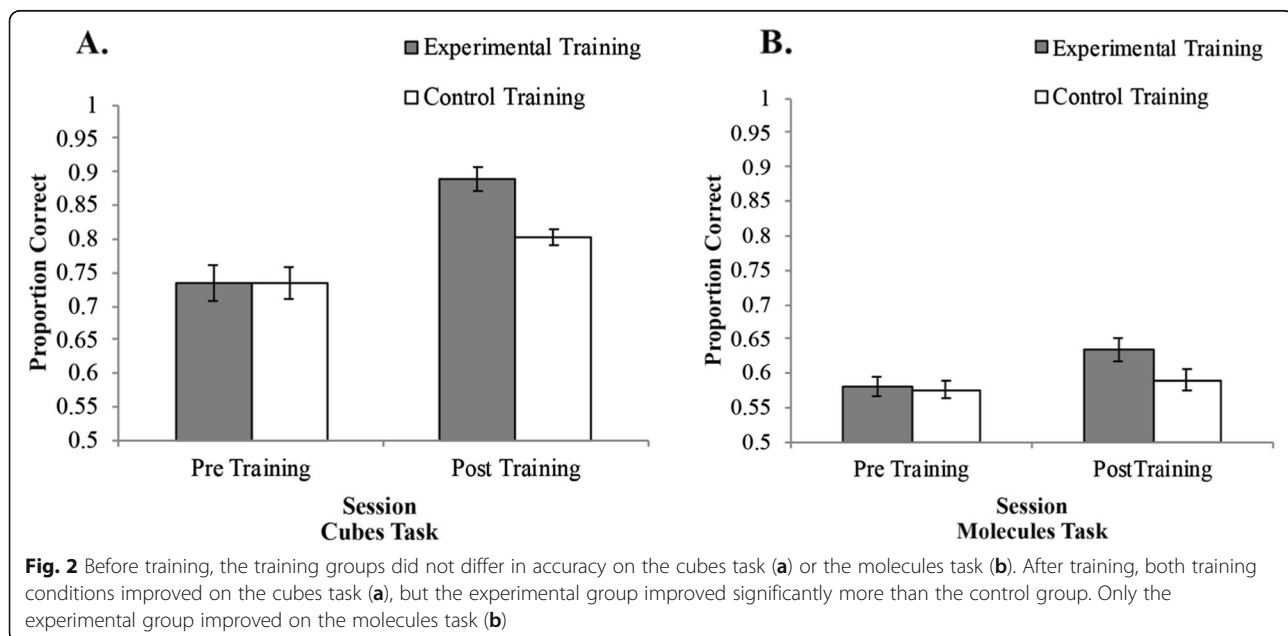 A.
Experimental Training
Control Training
1
0.95
0.9
0.85
0.8
0.75
0.7
0.65
0.6
0.55
0.5
Proportion Correct
Pre Training
Post Training
Session
Cubes Task
B.
Experimental Training
Control Training
1
0.95
0.9
0.85
0.8
0.75
0.7
0.65
0.6
0.55
0.5
Proportion Correct
Pre Training
PostTraining
Session
Molecules Task
Fig. 2 Before training, the training groups did not differ in accuracy on the cubes task (a) or the molecules task (b). After training, both training
conditions improved on the cubes task (a), but the experimental group improved significantly more than the control group. Only the
experimental group improved on the molecules task (b)